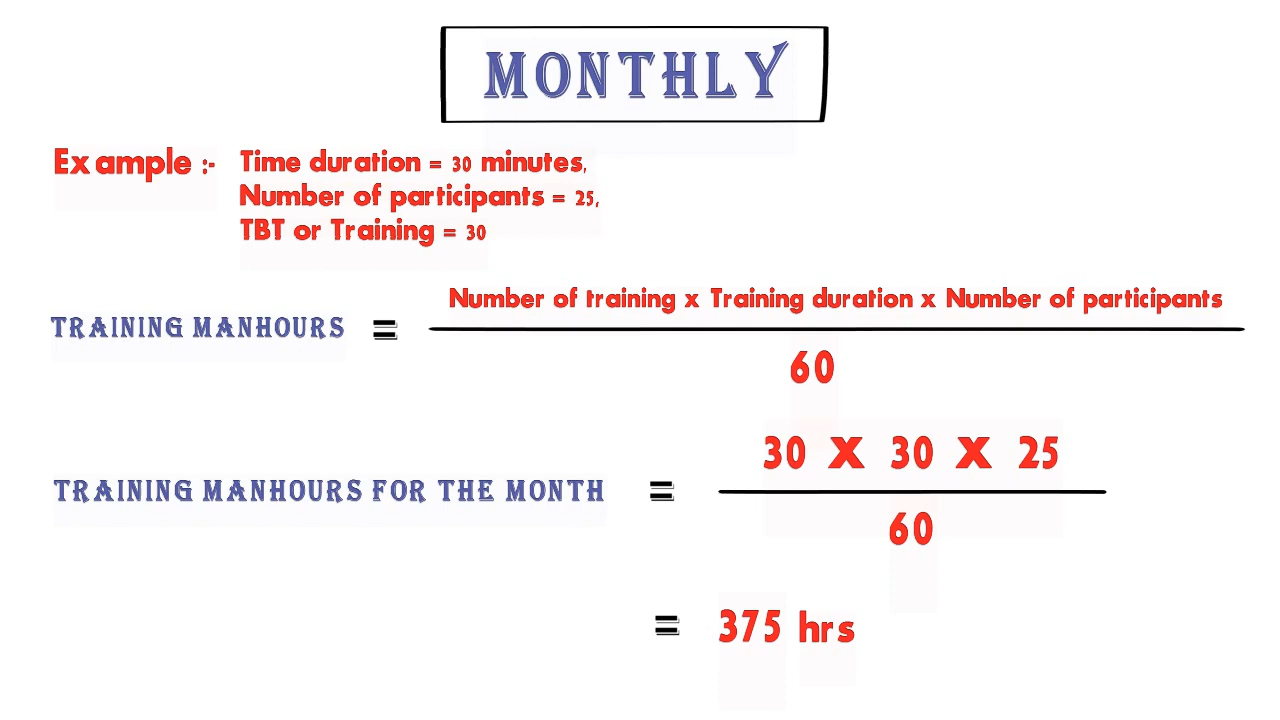 MONTHLY
Example :- Time duration = 30 minutes,
Number of participants = 25,
TBT or Training = 30
Number of training x Training duration x Number of participants
TRAINING MANHOURS =
60
30 X 30 X 25
TRAINING MANHOURS FOR THE MONTH =
60
= 375 hrs